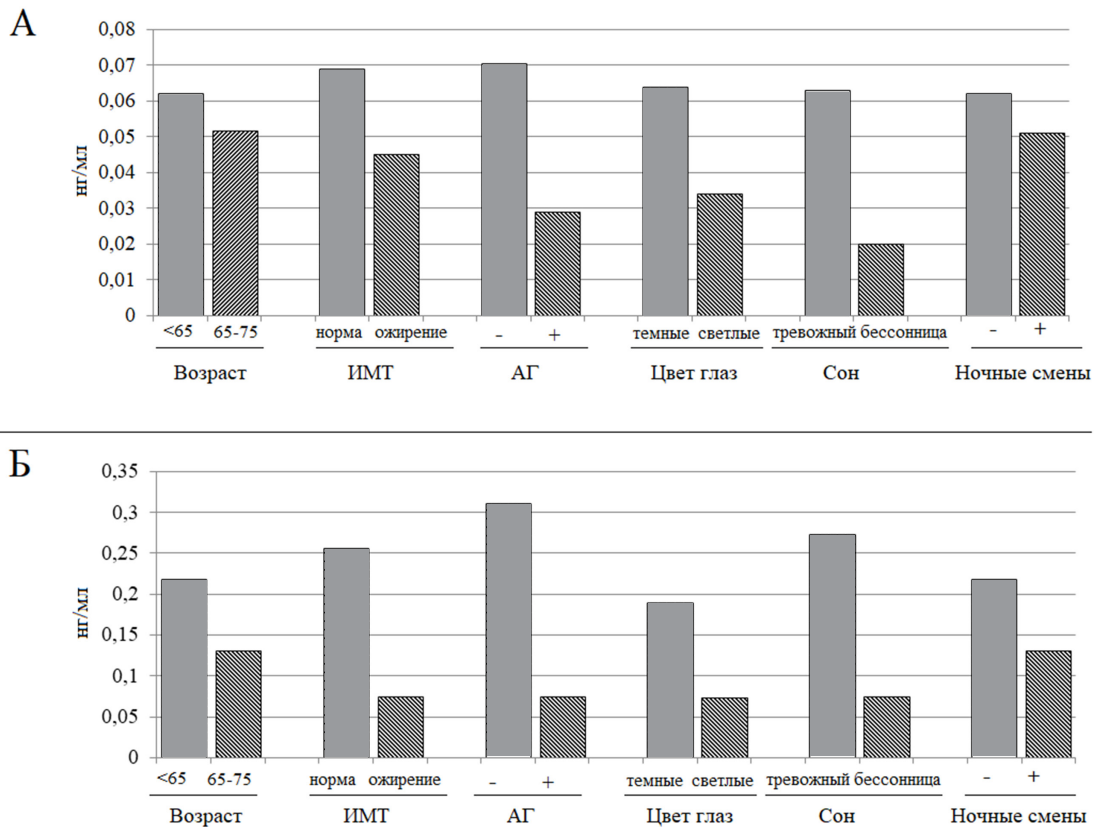 А
0,08
0,07
0,06
0,05
0,04
0,03
0,02
0,01
0
нг/мл
<65 65-75 норма ожирение - + темные светлые тревожный бессонница - +
Возраст ИМТ АГ Цвет глаз Сон Ночные смены
Б
0,35
0,3
0,25
0,2
0,15
0,1
0,05
0
нг/мл
<65 65-75 норма ожирение - + темные светлые тревожный бессонница - +
Возраст ИМТ АГ Цвет глаз Сон Ночные смены